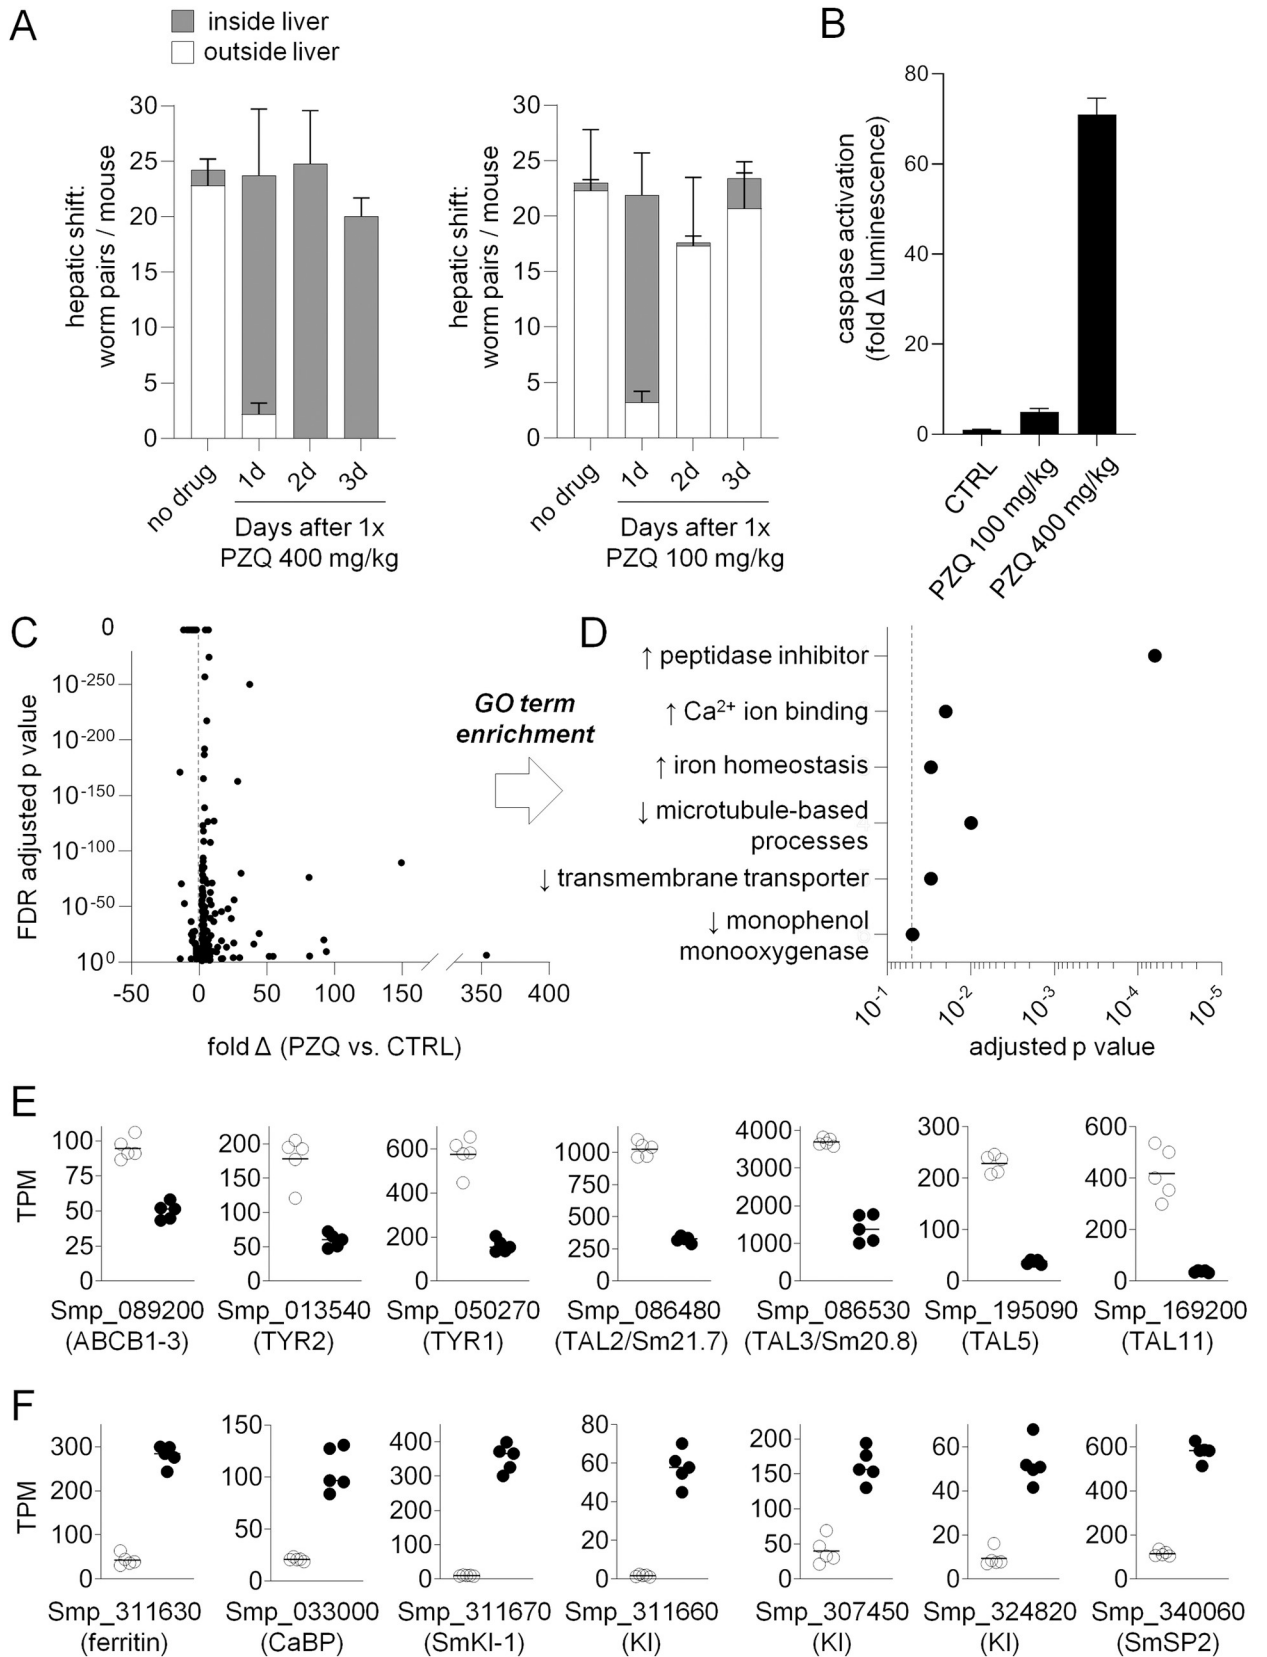 A
inside liver
outside liver
hepatic shift:
worm pairs / mouse
30
25
20
15
10
5
0
no drug
1d
2d
3d
Days after 1x
PZQ 400 mg/kg
hepatic shift:
worm pairs / mouse
30
25
20
15
10
5
0
no drug
1d
2d
3d
Days after 1x
PZQ 100 mg/kg
B
caspase activation
(fold Δ luminescence)
80
60
40
20
0
CTRL
PZQ 100 mg/kg
PZQ 400 mg/kg
C
FDR adjusted p value
0
10-250
10-200
10-150
10-100
10-50
100
-50
0
50
100
150
350
400
fold Δ (PZQ vs. CTRL)
GO term
enrichment
D
↑ peptidase inhibitor
↑ Ca2+ ion binding
↑ iron homeostasis
↓ microtubule-based
processes
↓ transmembrane transporter
↓ monophenol
monooxygenase
10-1
10-2
10-3
10-4
10-5
adjusted p value
E
TPM
100
75
50
25
0
Smp_089200
(ABCB1-3)
200
150
100
50
0
Smp_013540
(TYR2)
600
400
200
0
Smp_050270
(TYR1)
1000
750
500
250
0
Smp_086480
(TAL2/Sm21.7)
4000
3000
2000
1000
0
Smp_086530
(TAL3/Sm20.8)
300
200
100
0
Smp_195090
(TAL5)
600
400
200
0
Smp_169200
(TAL11)
F
TPM
300
200
100
0
Smp_311630
(ferritin)
150
100
50
0
Smp_033000
(CaBP)
400
300
200
100
0
Smp_311670
(SmKI-1)
80
60
40
20
0
Smp_311660
(KI)
200
150
100
50
0
Smp_307450
(KI)
60
40
20
0
Smp_324820
(KI)
600
400
200
0
Smp_340060
(SmSP2)